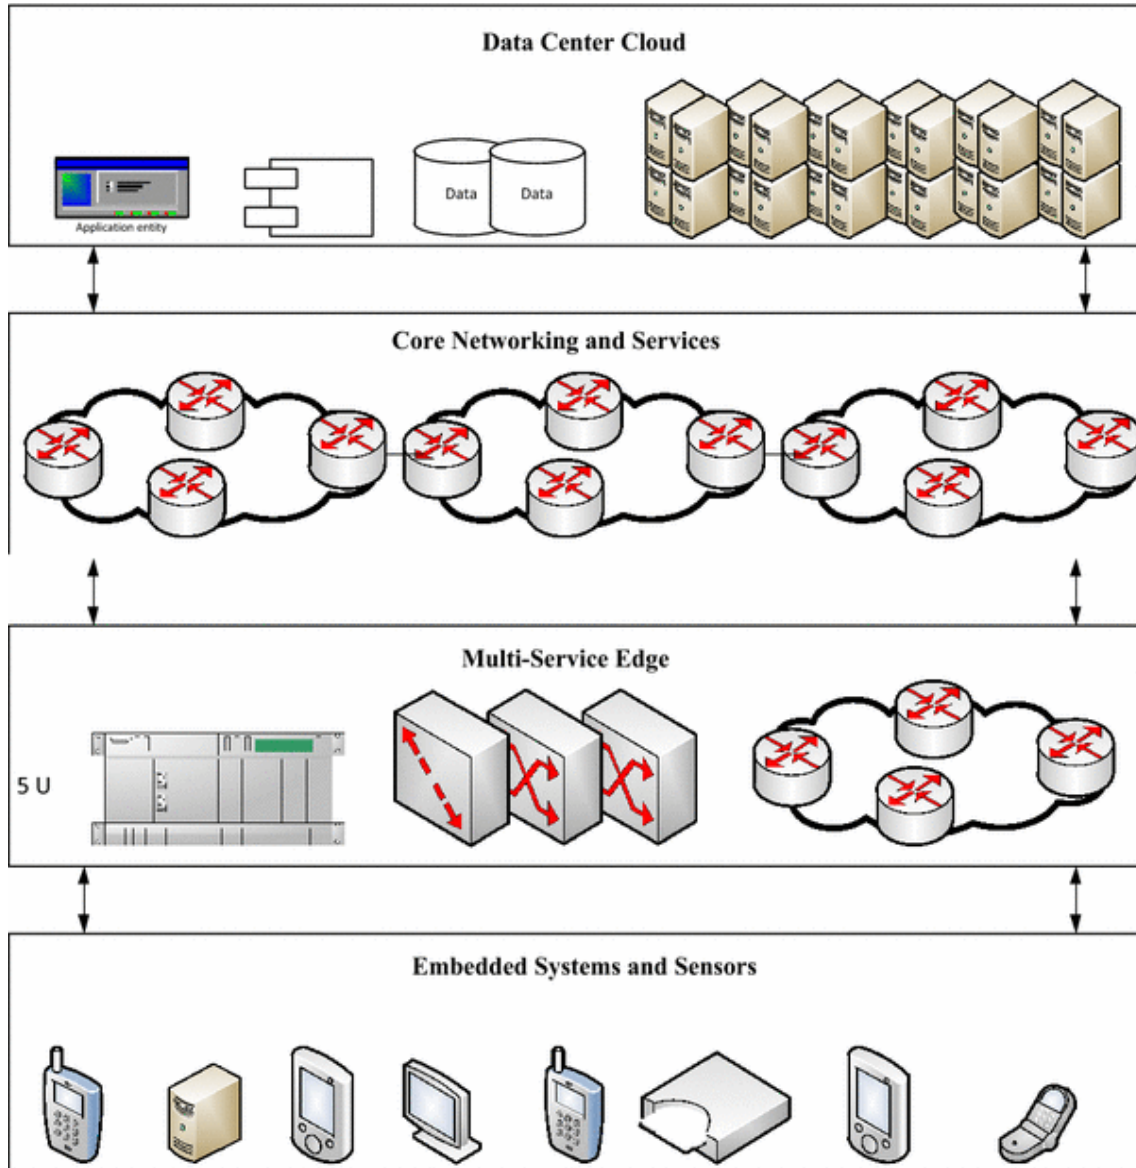 Data Center Cloud
Data
Data
Application entity
Core Networking and Services
Multi-Service Edge
5 U
Embedded Systems and Sensors